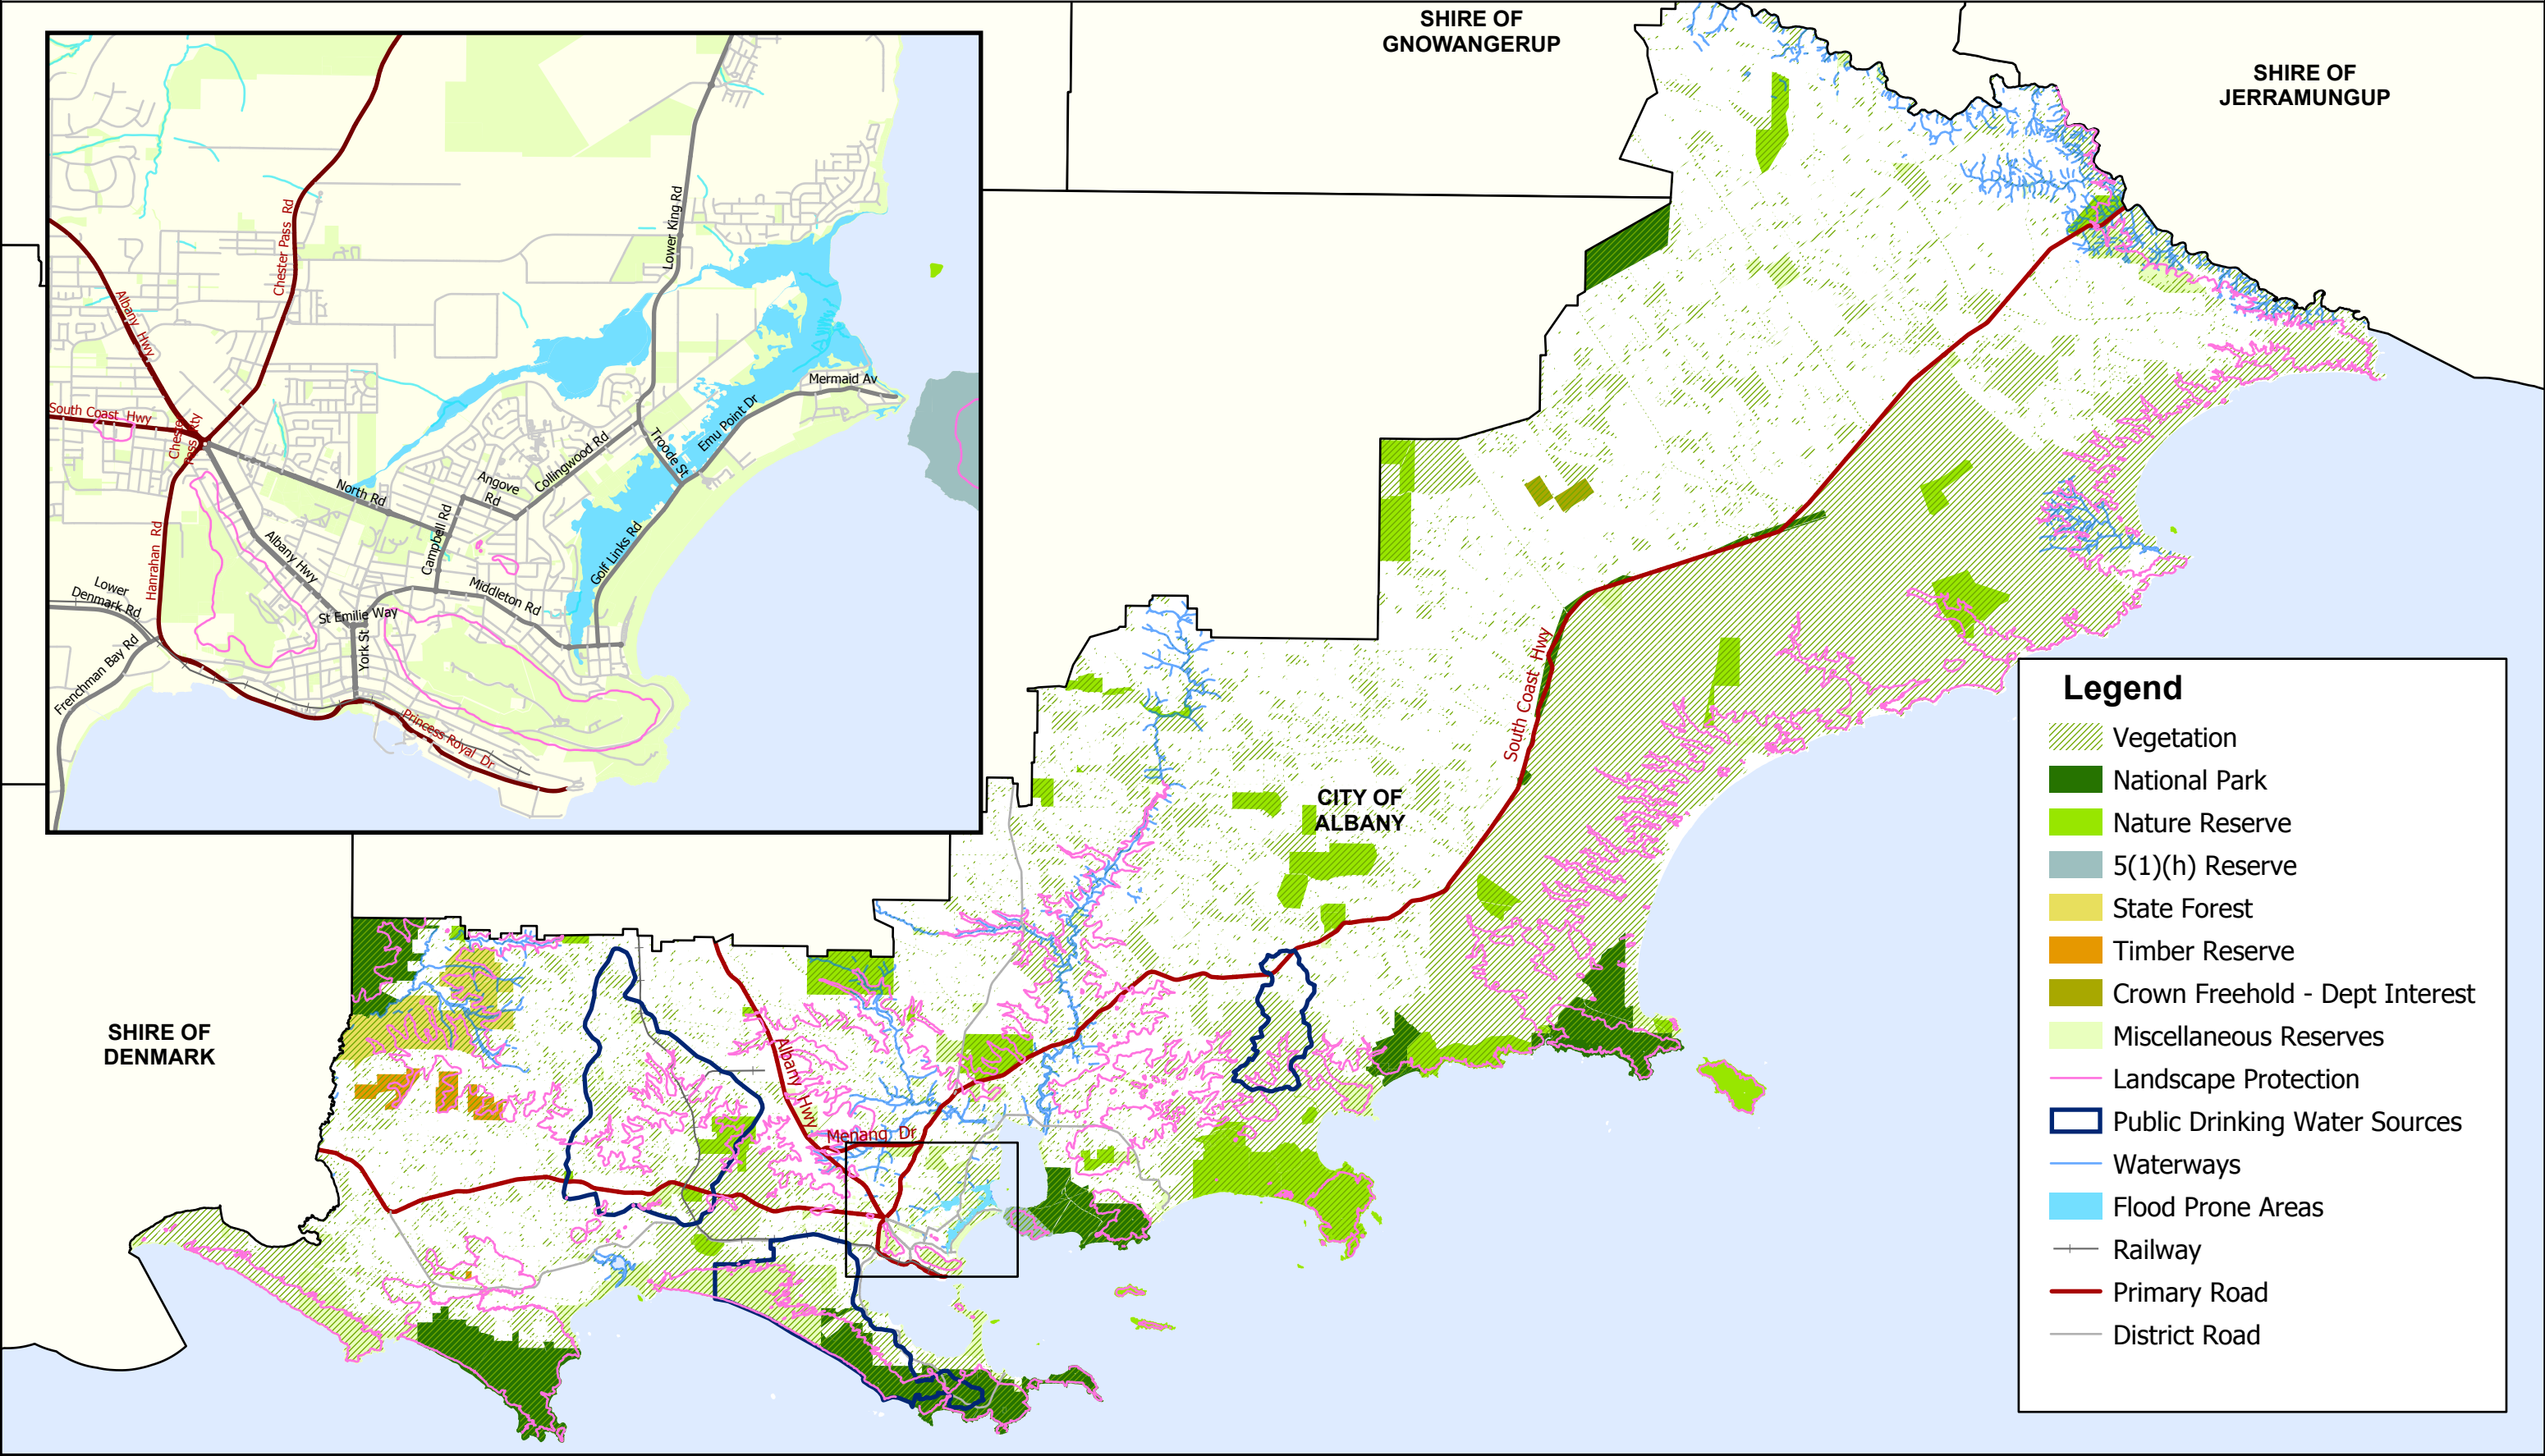 SHIRE OF
GNOWANGERUP
SHIRE OF
JERRAMUNGUP
Chester Pass Rd
Lower King Rd
Albany Hwy
South Coast Hwy
Chester
Pass Rty
Mermaid Av
Emu Point Dr
Troode St
Collingwood Rd
Angove
Rd
North Rd
Campbell Rd
Golf Links Rd
Albany Hwy
Hanrahan Rd
Lower
Denmark Rd
Middleton Rd
St Emilie Way
York St
Frenchman Bay Rd
Princess Royal Dr
South Coast Hwy
CITY OF
ALBANY
SHIRE OF
DENMARK
Albany Hwy
Menang Dr
Legend
Vegetation
National Park
Nature Reserve
5(1)(h) Reserve
State Forest
Timber Reserve
Crown Freehold - Dept Interest
Miscellaneous Reserves
Landscape Protection
Public Drinking Water Sources
Waterways
Flood Prone Areas
Railway
Primary Road
District Road